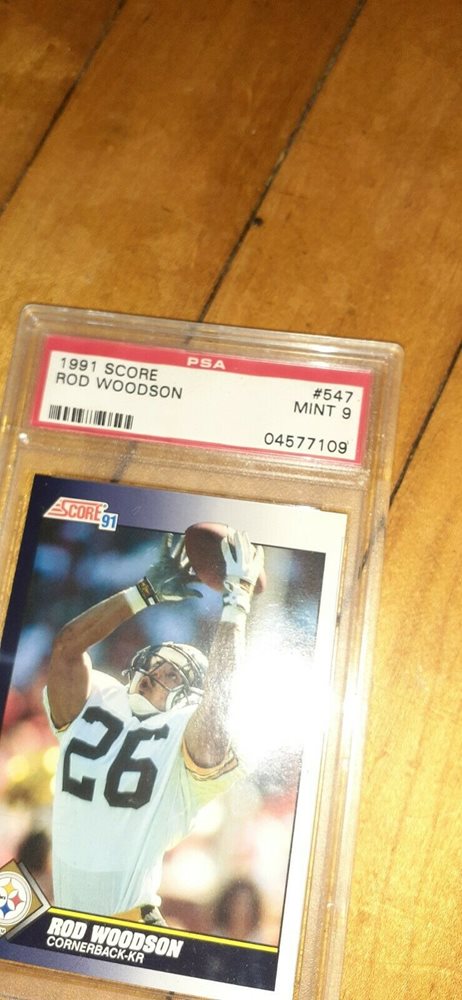 PSA
1991 SCORE #547
ROD WOODSON MINT 9
04577109
SCORE 91
26
ROD WOODSON
CORNERBACK-KR